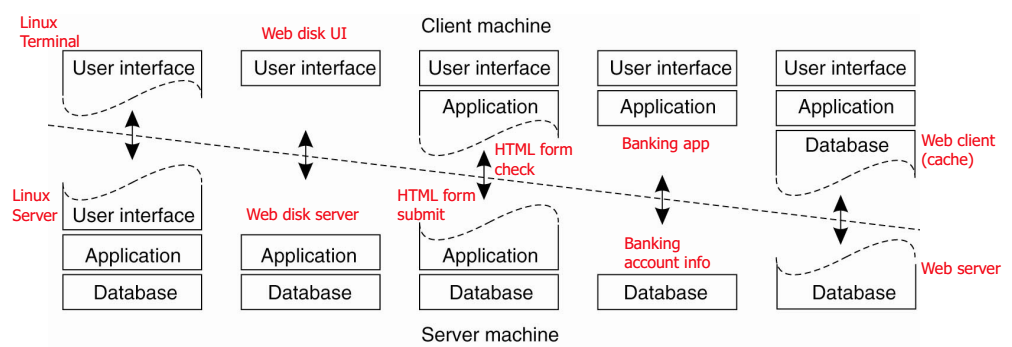 Linux
Terminal
Client machine
Web disk UI
User interface
User interface
User interface
User interface
User interface
Application
Application
Application
HTML form
check
Banking app
Database
Web client
(cache)
Linux
Server
User interface
Web disk server
HTML form
submit
Application
Application
Application
Banking
account info
Web server
Database
Database
Database
Database
Database
Server machine